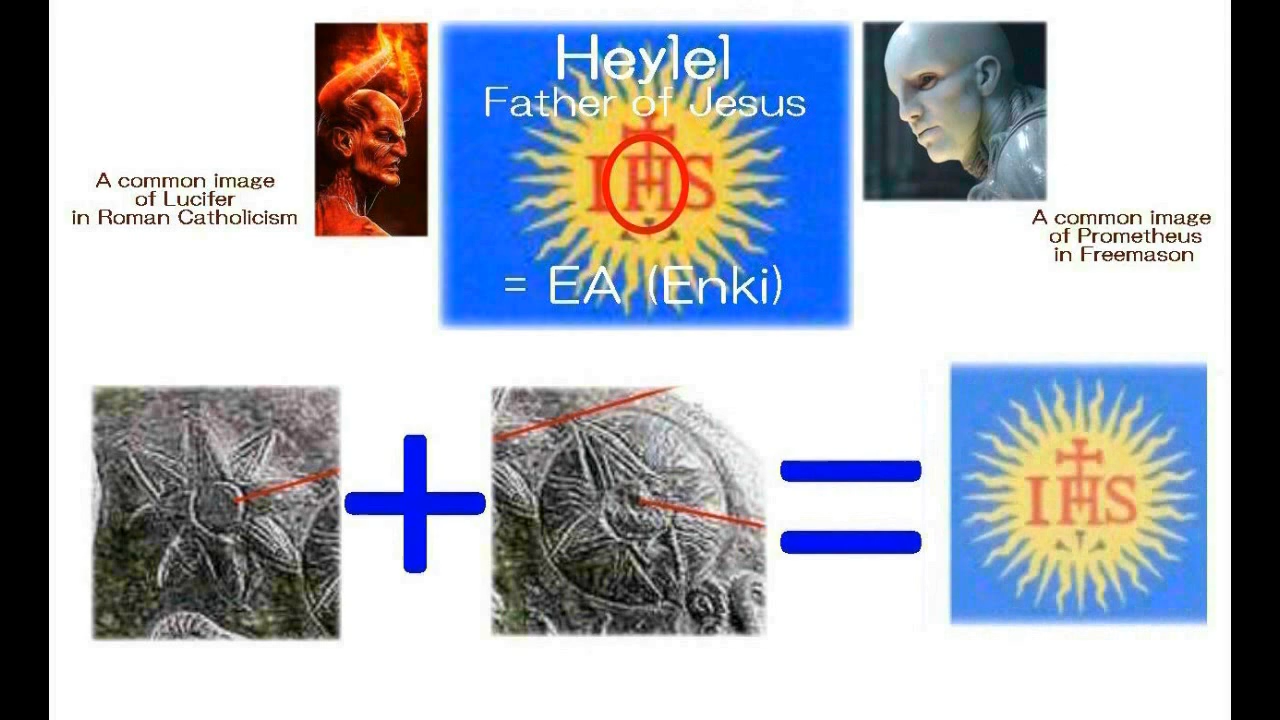 Heylel
Father of Jesus
IHS
= EA (Enki)
A common image
of Lucifer
in Roman Catholicism
A common image
of Prometheus
in Freemason
+
=
IHS